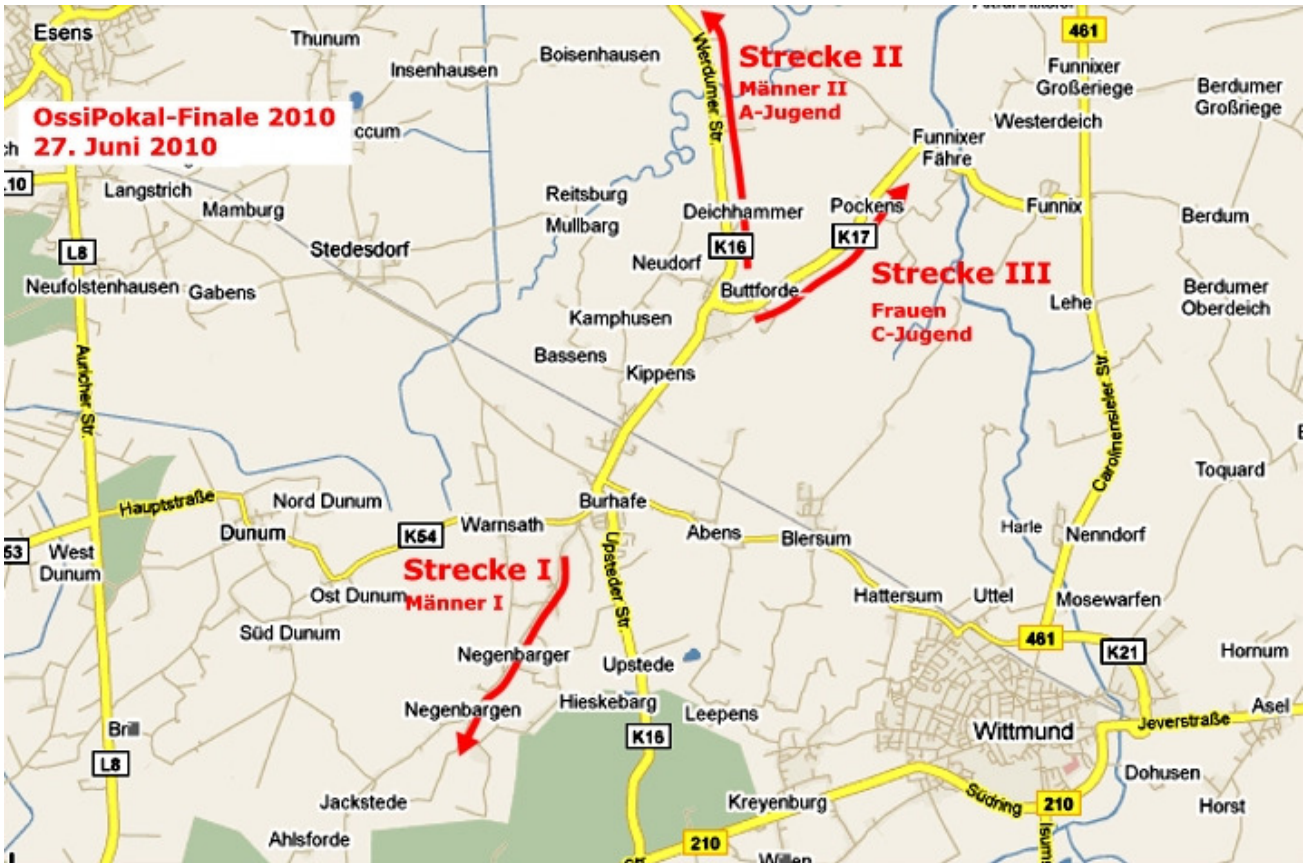 Esens
Thunum
Insenhausen
Boisenhausen
Werdumer Str.
Strecke II
Männer II
A-Jugend
461
Funnixer
Großeriege
Berdumer
Großriege
Westerdeich
OssiPokal-Finale 2010
27. Juni 2010
Funnixer
Fähre
Langstrich
Mamburg
Reitsburg
Mullbarg
Deichhammer
Pockens
Funnix
Berdum
Stedesdorf
L8
K16
K17
Neudorf
Strecke III
Frauen
C-Jugend
Neufolstenhausen
Gabens
Buttforde
Lehe
Berdumer
Oberdeich
Kamphusen
Bassens
Kippens
Auricher Str.
Carolinensieler Str.
Toquard
Hauptstraße
Nord Dunum
Burhafe
Dunum
K54
Warnsath
Abens
Blersum
Harle
Nenndorf
53
West
Dunum
Upsteder Str.
Strecke I
Männer I
Ost Dunum
Hattersum
Uttel
Mosewarfen
Süd Dunum
461
K21
Hornum
Negenbarger
Upstede
Negenbargen
Hieskebarg
Leepens
Wittmund
Asel
Jeverstraße
Brill
K16
L8
Dohusen
Jackstede
Kreyenburg
Südring
210
Horst
Ahlsforde
210
Willen